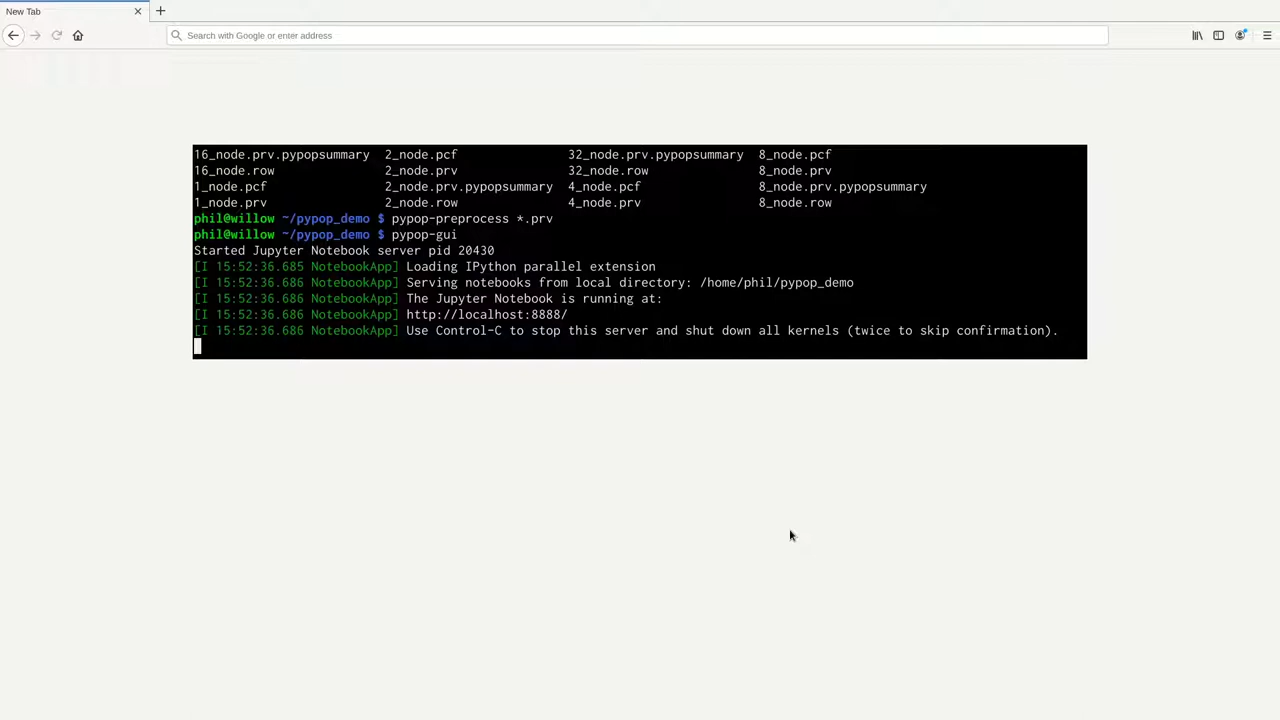 New Tab
Search with Google or enter address
16_node.prv.pypopsummary 2_node.pcf 32_node.prv.pypopsummary 8_node.pcf
16_node.row 2_node.prv 32_node.row 8_node.prv
1_node.pcf 2_node.prv.pypopsummary 4_node.pcf 8_node.prv.pypopsummary
1_node.prv 2_node.row 4_node.prv 8_node.row
phil@willow ~/pypop_demo $ pypop-preprocess *.prv
phil@willow ~/pypop_demo $ pypop-gui
Started Jupyter Notebook server pid 20430
[I 15:52:36.685 NotebookApp] Loading IPython parallel extension
[I 15:52:36.686 NotebookApp] Serving notebooks from local directory: /home/phil/pypop_demo
[I 15:52:36.686 NotebookApp] The Jupyter Notebook is running at:
[I 15:52:36.686 NotebookApp] http://localhost:8888/
[I 15:52:36.686 NotebookApp] Use Control-C to stop this server and shut down all kernels (twice to skip confirmation).